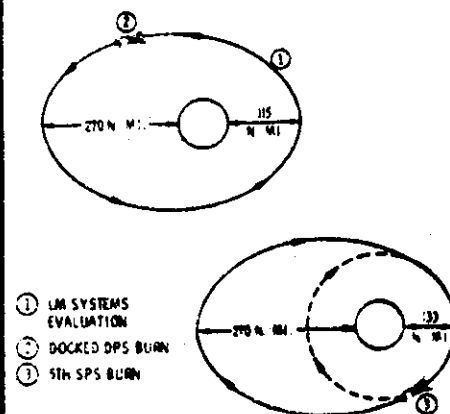 ②
①
270 N. MI.
115
N. MI.
① LM SYSTEMS
EVALUATION
② DOCKED DPS BURN
③ 5TH SPS BURN
270 N. MI.
133
N. MI.
③